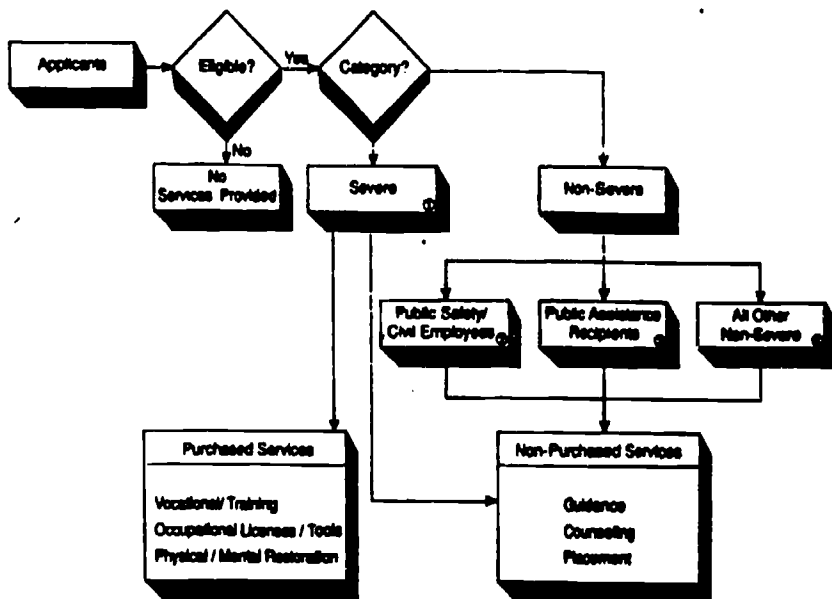 Applicants
Eligible?
Yes
Category?
No
No
Services Provided
Severe
①
Non-Severe
Public Safety/
Civil Employees
Public Assistance
Recipients
All Other
Non-Severe
Purchased Services
Vocational/ Training
Occupational Licenses / Tools
Physical / Mental Restoration
Non-Purchased Services
Guidance
Counseling
Placement